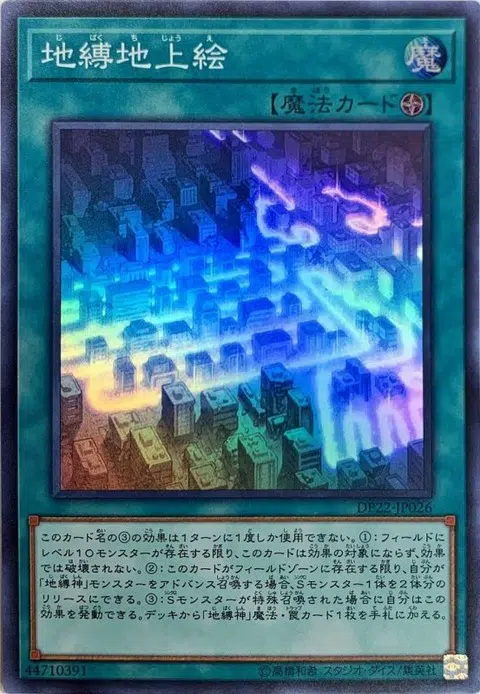 地縛地上絵
魔
【魔法カード】
DP22-JP026
このカード名の③の効果は1ターンに1度しか使用できない。①：フィールドに
レベル10モンスターが存在する限り、このカードは効果の対象にならず、効果
では破壊されない。②：このカードがフィールドゾーンに存在する限り、自分が
「地縛神」モンスターをアドバンス召喚する場合、Sモンスター1体を2体分の
リリースにできる。③：Sモンスターが特殊召喚された場合に自分はこ
の効果を発動できる。デッキから「地縛神」魔法・罠カード1枚を手札に加える。
44710391
©高橋和希 スタジオ・ダイス/集英社